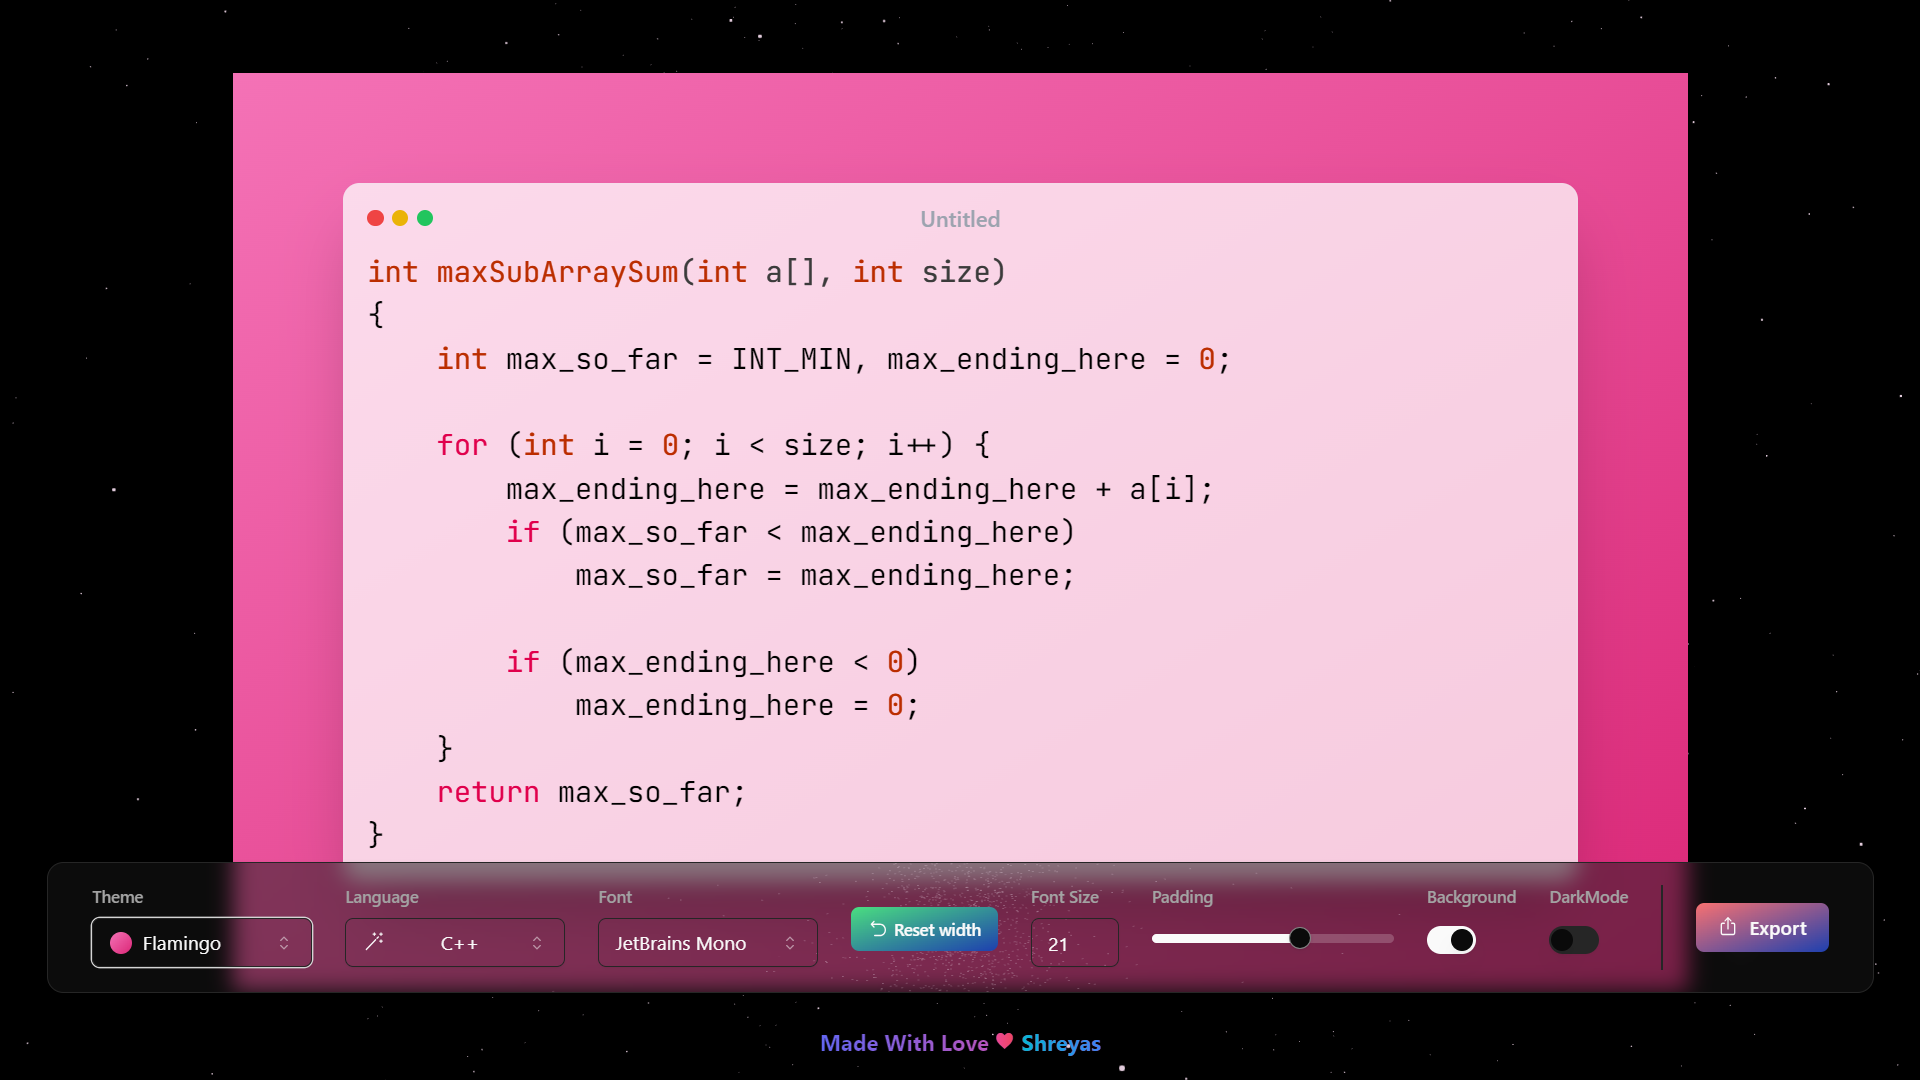 Untitled
int maxSubArraySum(int a[], int size)
{
    int max_so_far = INT_MIN, max_ending_here = 0;

    for (int i = 0; i < size; i++) {
        max_ending_here = max_ending_here + a[i];
        if (max_so_far < max_ending_here)
            max_so_far = max_ending_here;

        if (max_ending_here < 0)
            max_ending_here = 0;
    }
    return max_so_far;
}
Theme Language Font Font Size Padding Background DarkMode
Flamingo C++ JetBrains Mono Reset width 21 Export
Made With Love ❤ Shreyas